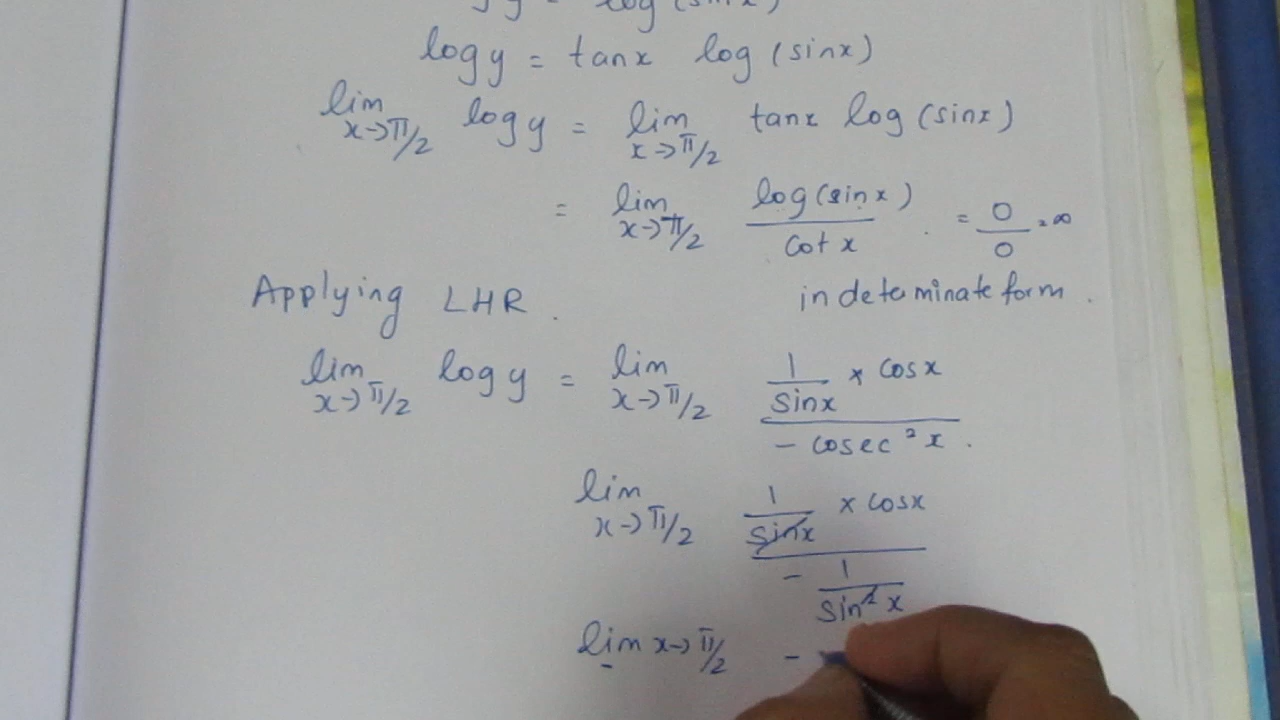 log (sinx)
log y = tanx log (sinx)
lim x→π/2 log y = lim x→π/2 tanx log (sinx)
= lim x→π/2 log(sinx) / cot x = 0/0 = ∞
Applying LHR. indeterminate form.
lim x→π/2 log y = lim x→π/2 (1/sinx × cosx) / (- cosec²x).
lim x→π/2 (1/sinx × cosx) / (- 1/sin²x)
lim x→π/2 -